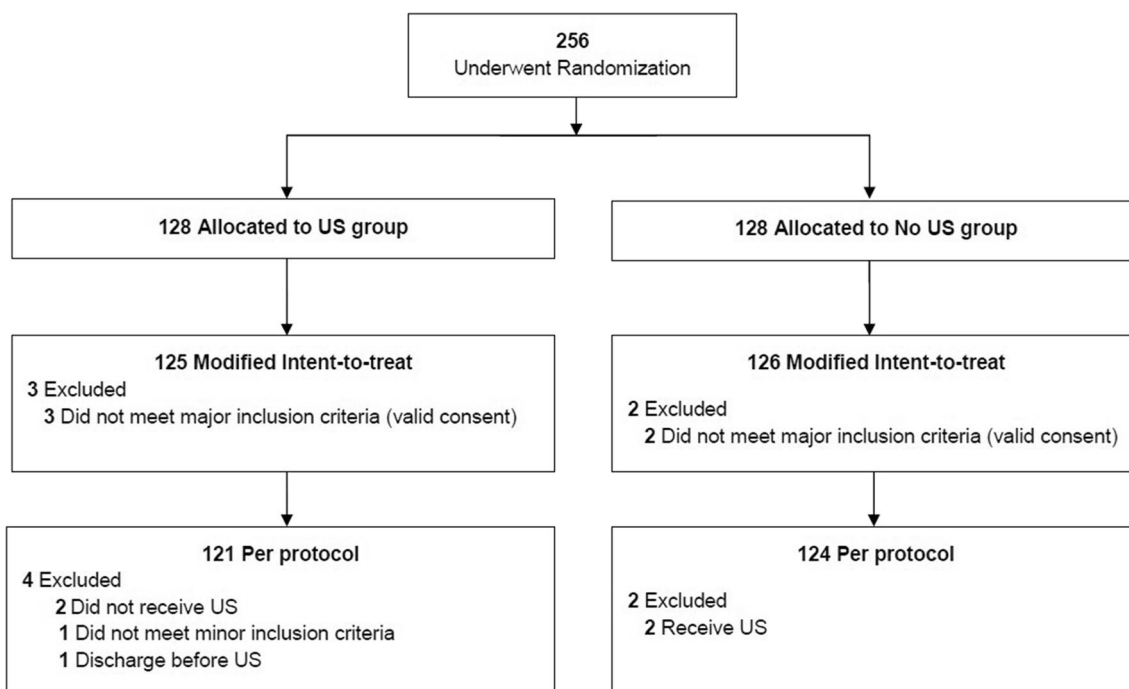 256
Underwent Randomization
128 Allocated to US group
128 Allocated to No US group
125 Modified Intent-to-treat
3 Excluded
3 Did not meet major inclusion criteria (valid consent)
126 Modified Intent-to-treat
2 Excluded
2 Did not meet major inclusion criteria (valid consent)
121 Per protocol
4 Excluded
2 Did not receive US
1 Did not meet minor inclusion criteria
1 Discharge before US
124 Per protocol
2 Excluded
2 Receive US